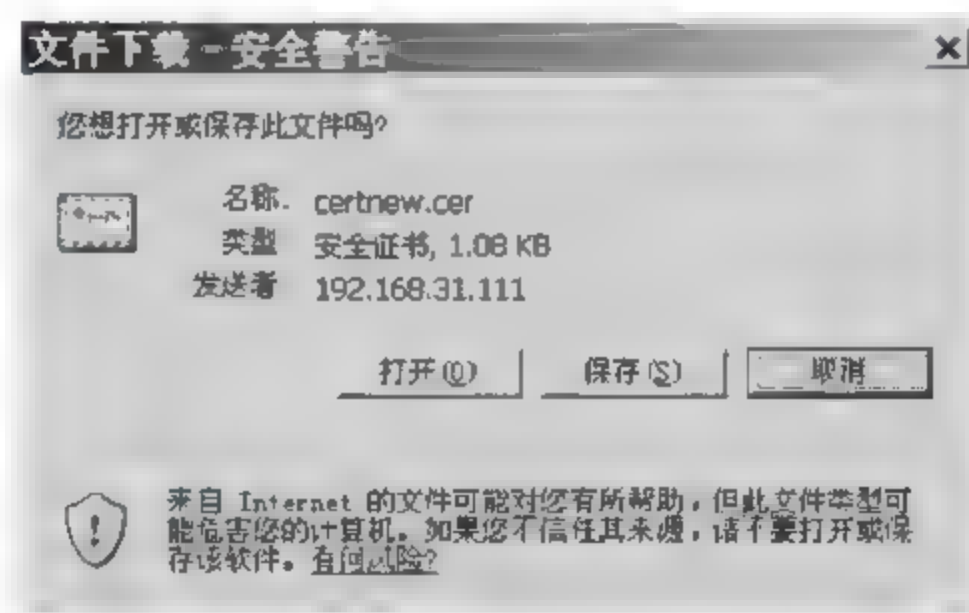 文件下载 - 安全警告
您想打开或保存此文件吗?
名称. certnew.cer
类型 安全证书, 1.08 KB
发送者 192.168.31.111
打开(O) 保存(S) 取消
来自 Internet 的文件可能对您有所帮助，但此文件类型可
能危害您的计算机。如果您不信任其来源，请不要打开或保
存该软件。有何风险?